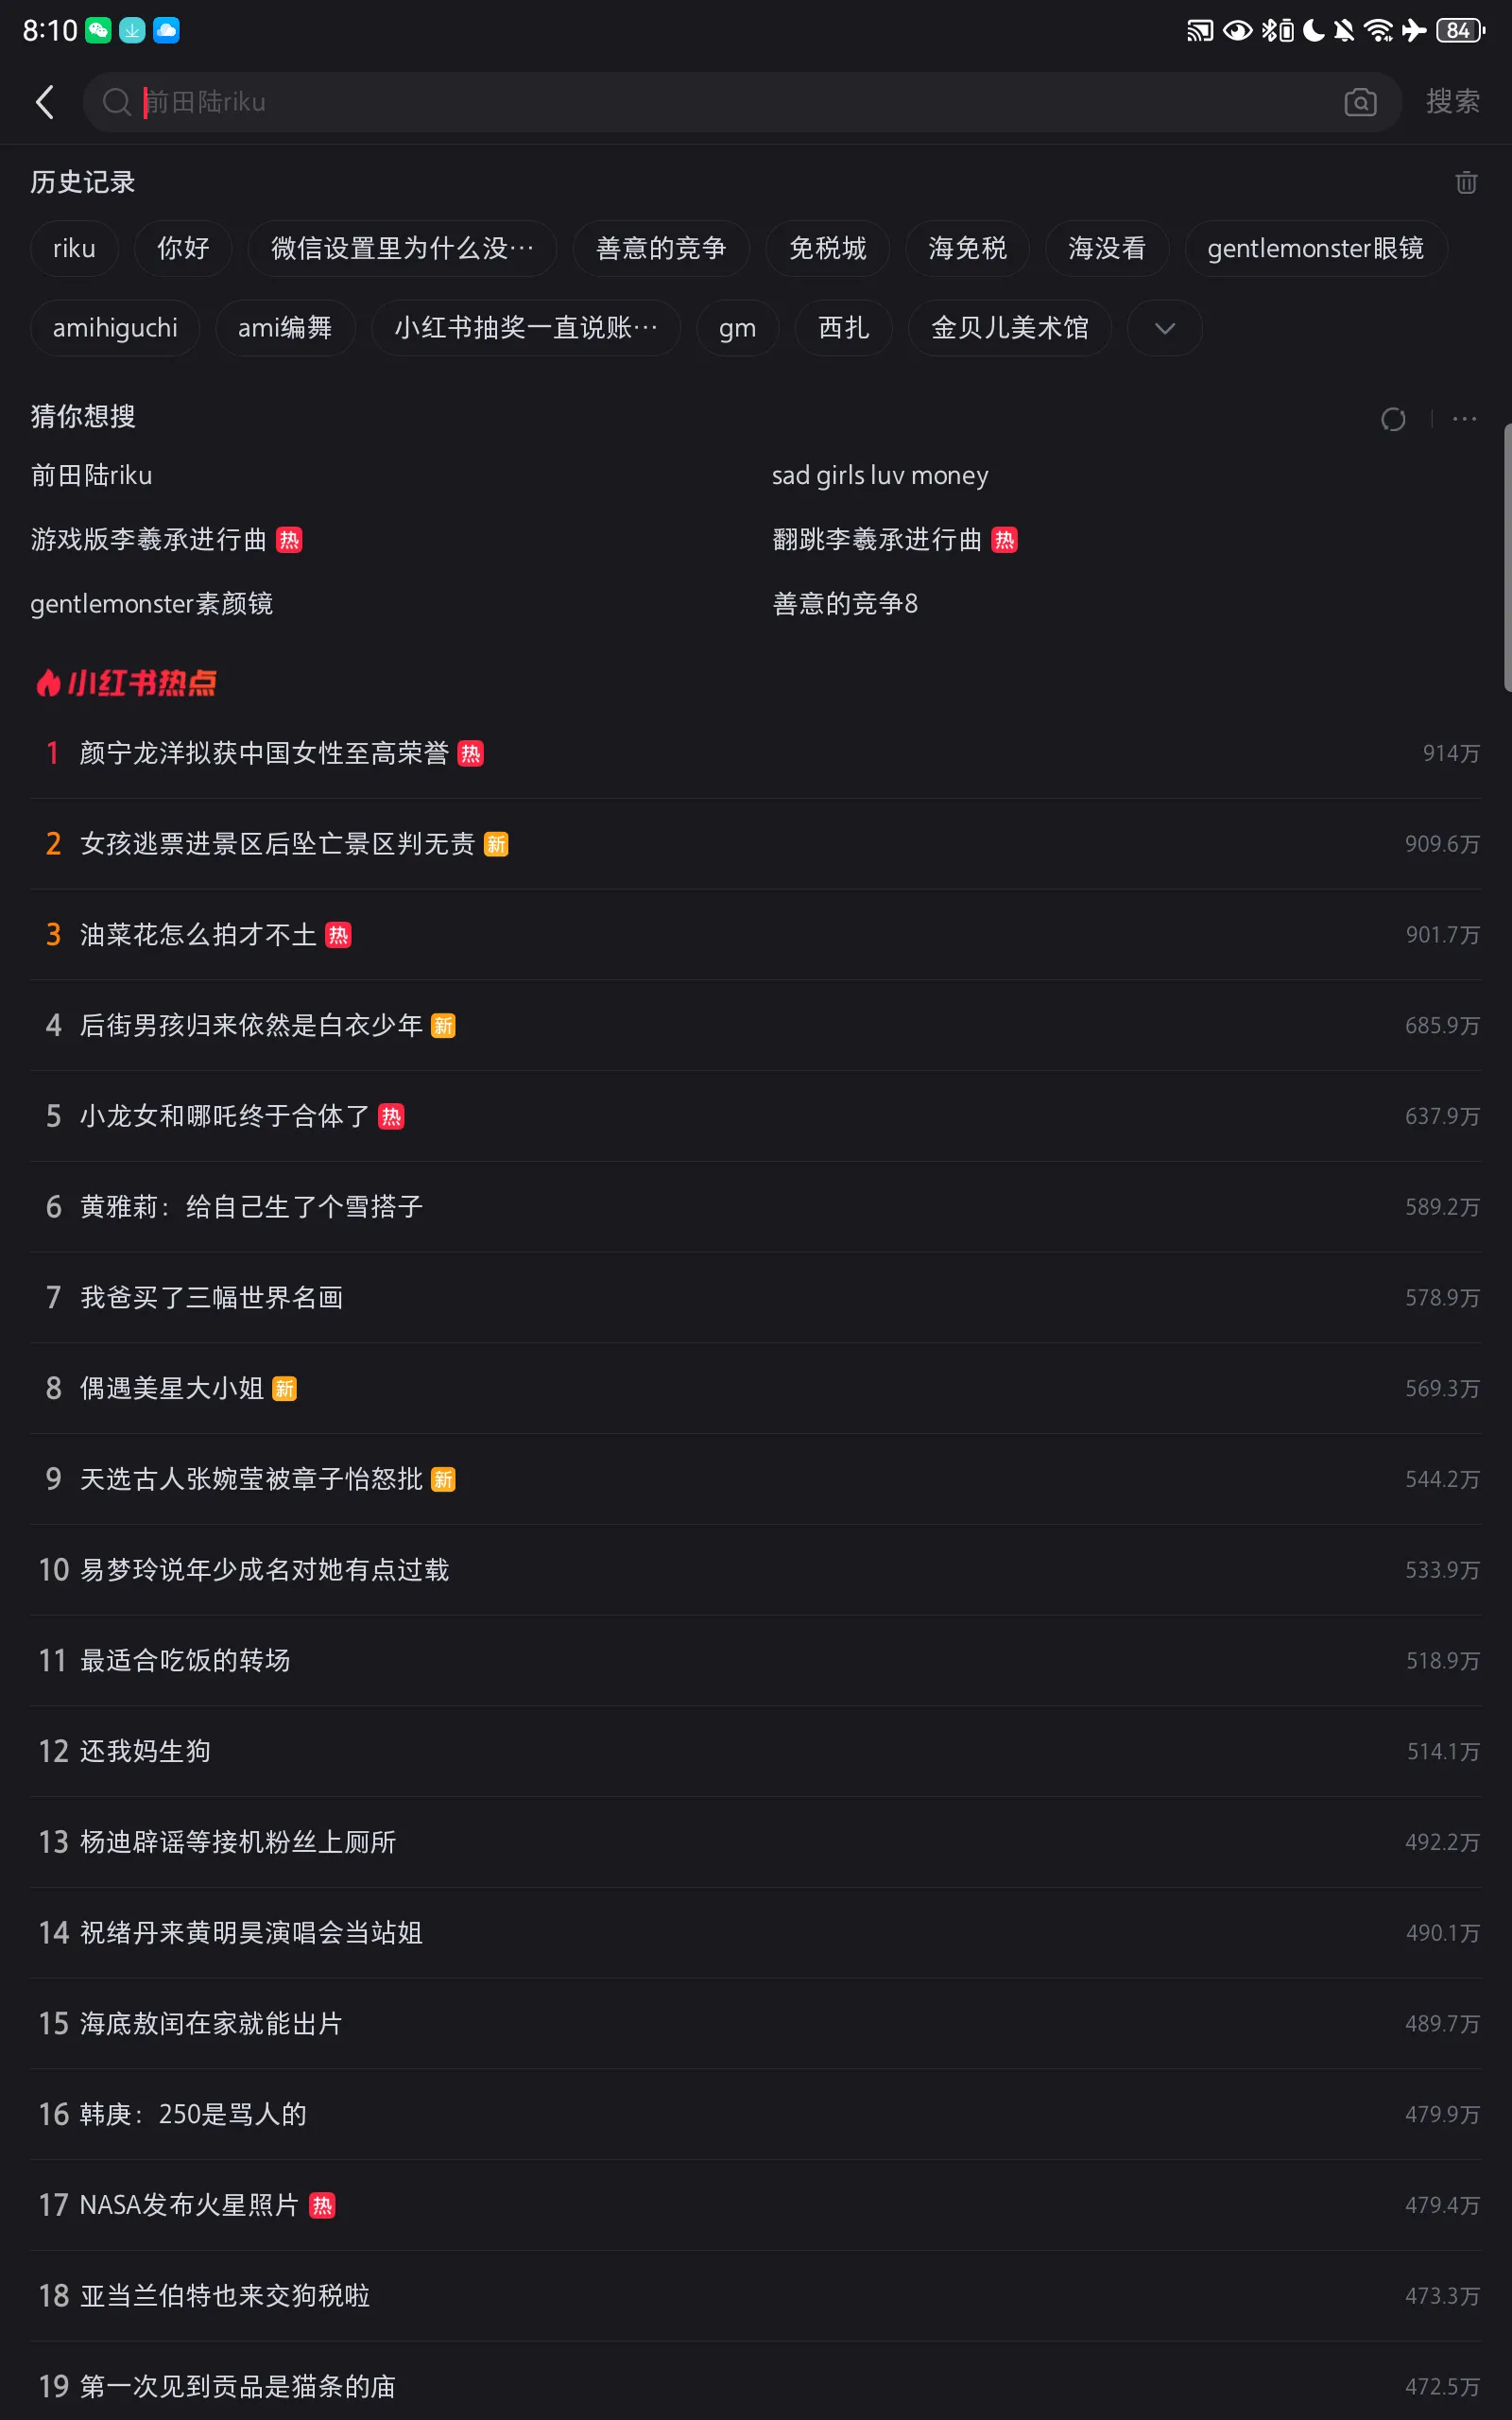 8:10 84
前田陆riku 搜索
历史记录
riku 你好 微信设置里为什么没… 善意的竞争 免税城 海免税 海没看 gentlemonster眼镜
amihiguchi ami编舞 小红书抽奖一直说账… gm 西扎 金贝儿美术馆
猜你想搜
前田陆riku sad girls luv money
游戏版李羲承进行曲 热 翻跳李羲承进行曲 热
gentlemonster素颜镜 善意的竞争8
小红书热点
1 颜宁龙洋拟获中国女性至高荣誉 热 914万
2 女孩逃票进景区后坠亡景区判无责 新 909.6万
3 油菜花怎么拍才不土 热 901.7万
4 后街男孩归来依然是白衣少年 新 685.9万
5 小龙女和哪吒终于合体了 热 637.9万
6 黄雅莉：给自己生了个雪搭子 589.2万
7 我爸买了三幅世界名画 578.9万
8 偶遇美星大小姐 新 569.3万
9 天选古人张婉莹被章子怡怒批 新 544.2万
10 易梦玲说年少成名对她有点过载 533.9万
11 最适合吃饭的转场 518.9万
12 还我妈生狗 514.1万
13 杨迪辟谣等接机粉丝上厕所 492.2万
14 祝绪丹来黄明昊演唱会当站姐 490.1万
15 海底敖闰在家就能出片 489.7万
16 韩庚：250是骂人的 479.9万
17 NASA发布火星照片 热 479.4万
18 亚当兰伯特也来交狗税啦 473.3万
19 第一次见到贡品是猫条的庙 472.5万